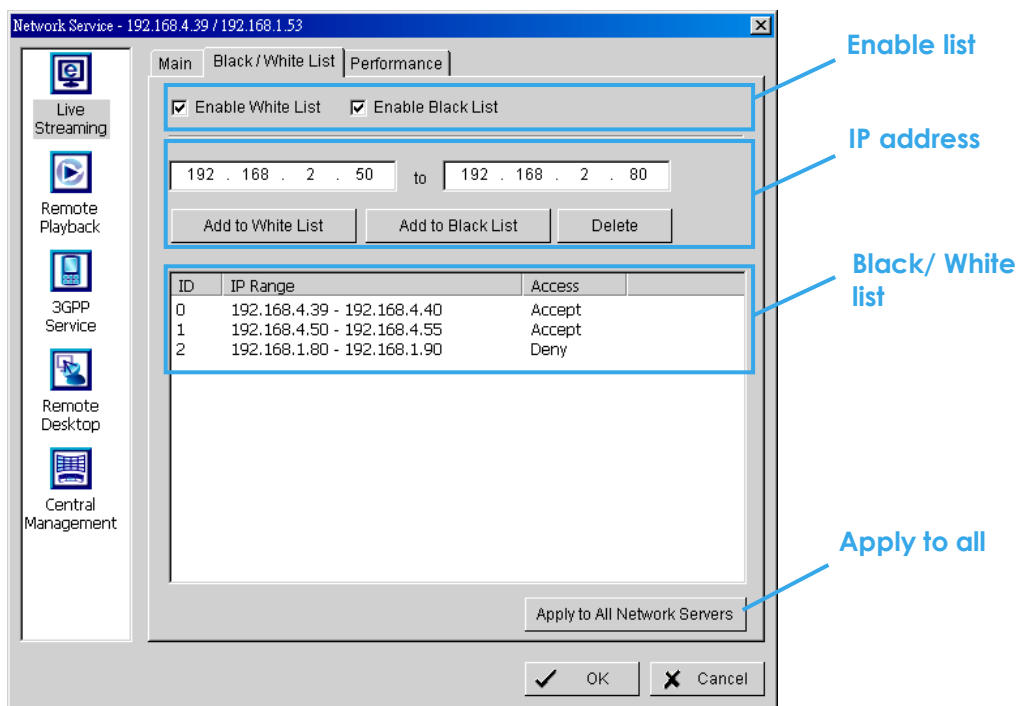 Network Service - 192.168.4.39 / 192.168.1.53
Enable list
Main Black / White List Performance
Enable White List Enable Black List
Live
Streaming
IP address
192 . 168 . 2 . 50 to 192 . 168 . 2 . 80
Add to White List Add to Black List Delete
Remote
Playback
Black/ White
list
ID IP Range Access
0 192.168.4.39 - 192.168.4.40 Accept
1 192.168.4.50 - 192.168.4.55 Accept
2 192.168.1.80 - 192.168.1.90 Deny
3GPP
Service
Remote
Desktop
Central
Management
Apply to all
Apply to All Network Servers
OK Cancel